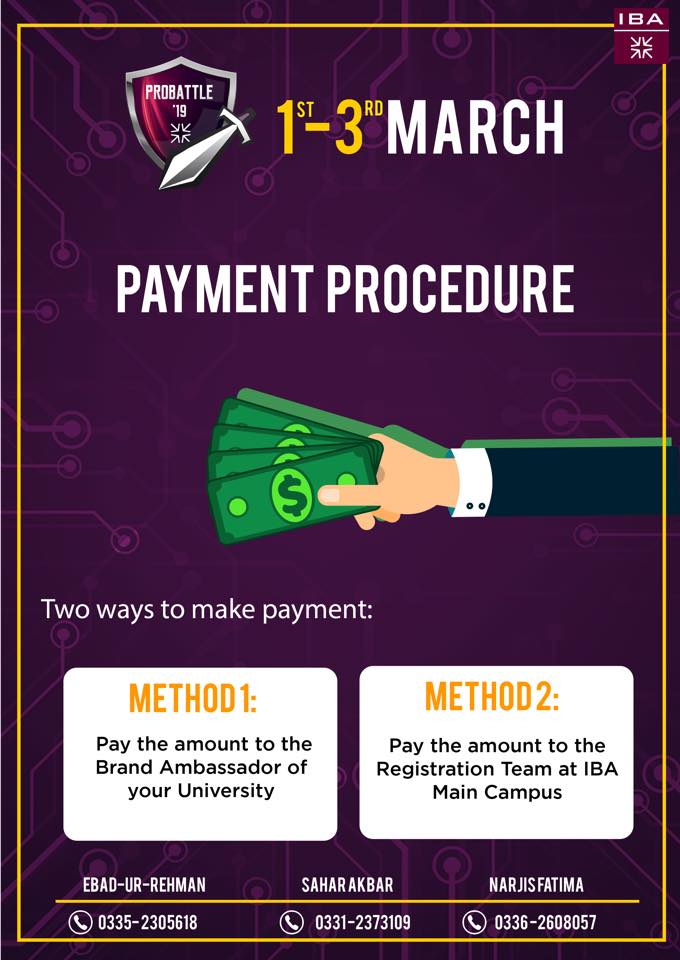 IBA
PROBATTLE
'19
1ST-3RD MARCH
PAYMENT PROCEDURE
$
Two ways to make payment:
METHOD 1:
Pay the amount to the
Brand Ambassador of
your University
METHOD 2:
Pay the amount to the
Registration Team at IBA
Main Campus
EBAD-UR-REHMAN
0335-2305618
SAHAR AKBAR
0331-2373109
NARJIS FATIMA
0336-2608057